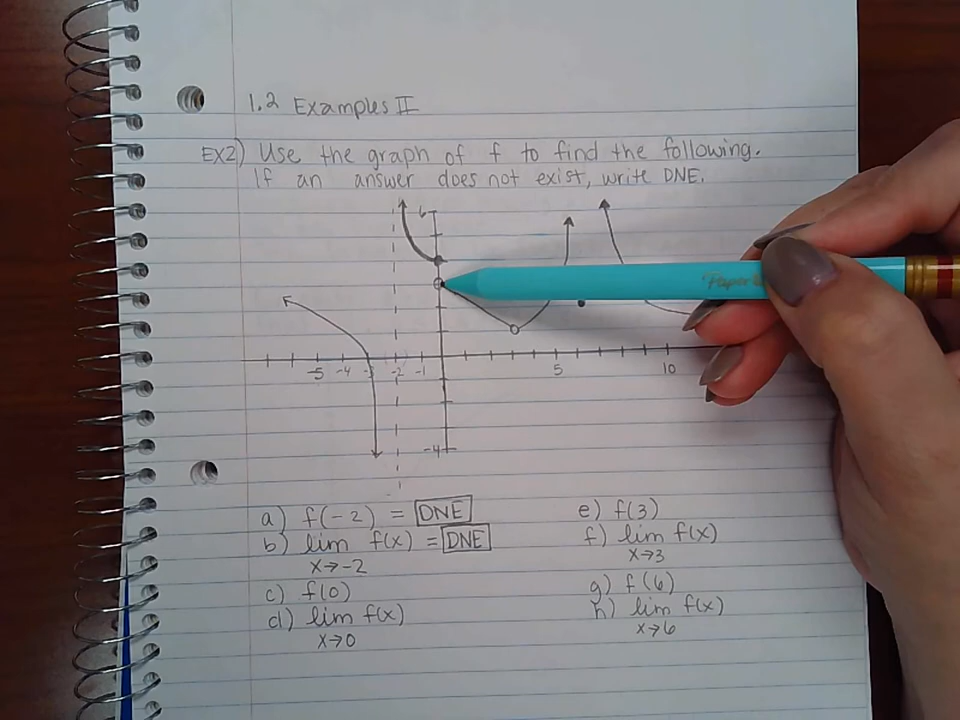 1.2 Examples II
EX2) Use the graph of f to find the following.
If an answer does not exist, write DNE.
6
-5 -4 -2 -1 5 10
-4
a) f(-2) = DNE
b) lim f(x) = DNE
x→-2
c) f(0)
d) lim f(x)
x→0
e) f(3)
f) lim f(x)
x→3
g) f(6)
h) lim f(x)
x→6